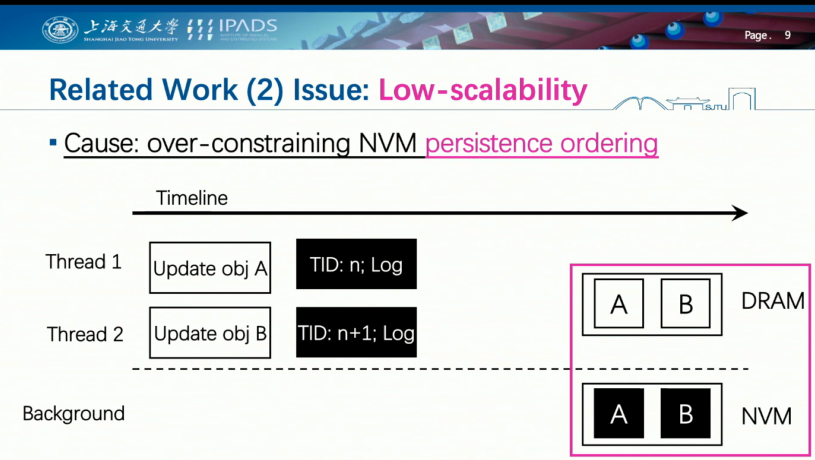 上海交通大学
SHANGHAI JIAO TONG UNIVERSITY
IPADS
Page. 9
Related Work (2) Issue: Low-scalability
SJTU
▪ Cause: over-constraining NVM persistence ordering
Timeline
Thread 1
Update obj A
TID: n; Log
Thread 2
Update obj B
TID: n+1; Log
A B DRAM
Background
A B NVM